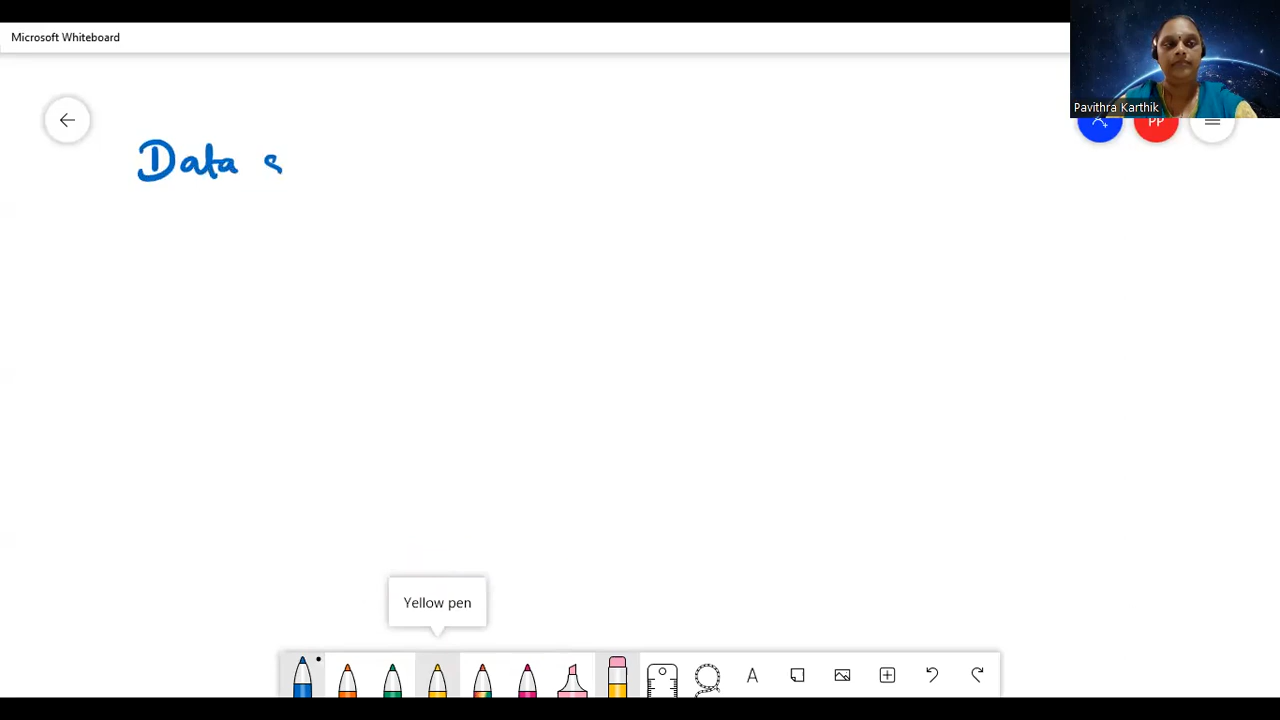 Microsoft Whiteboard
Pavithra Karthik
PP
Data s
Yellow pen
A